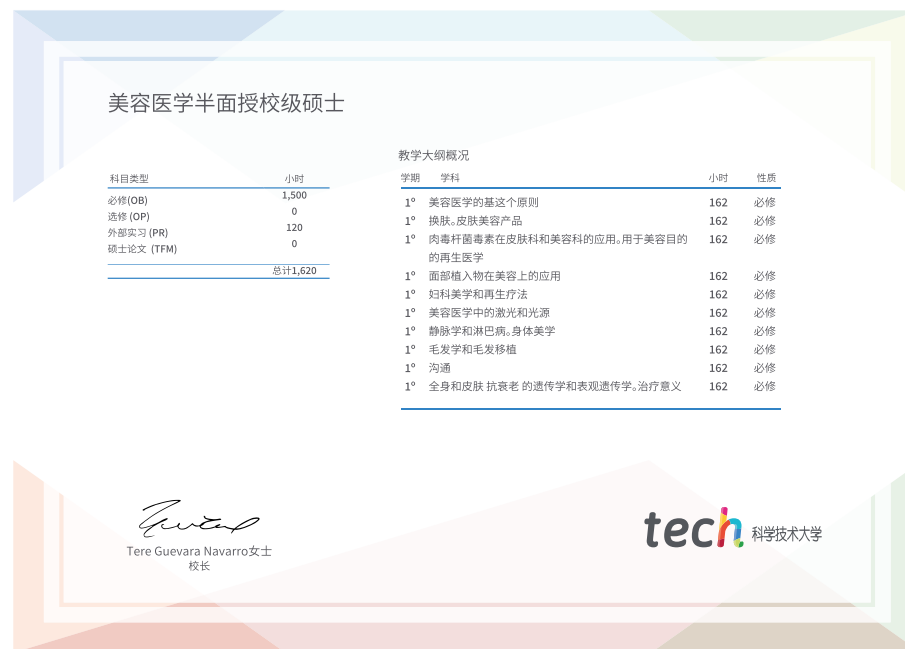 美容医学半面授校级硕士
科目类型 小时
必修(OB) 1,500
选修 (OP) 0
外部实习 (PR) 120
硕士论文 (TFM) 0
总计1,620
教学大纲概况
学期 学科 小时 性质
1º 美容医学的基这个原则 162 必修
1º 换肤。皮肤美容产品 162 必修
1º 肉毒杆菌毒素在皮肤科和美容科的应用。用于美容目的 162 必修
的再生医学
1º 面部植入物在美容上的应用 162 必修
1º 妇科美学和再生疗法 162 必修
1º 美容医学中的激光和光源 162 必修
1º 静脉学和淋巴病。身体美学 162 必修
1º 毛发学和毛发移植 162 必修
1º 沟通 162 必修
1º 全身和皮肤 抗衰老 的遗传学和表观遗传学。治疗意义 162 必修
Tere Guevara Navarro女士
校长
tech 科学技术大学